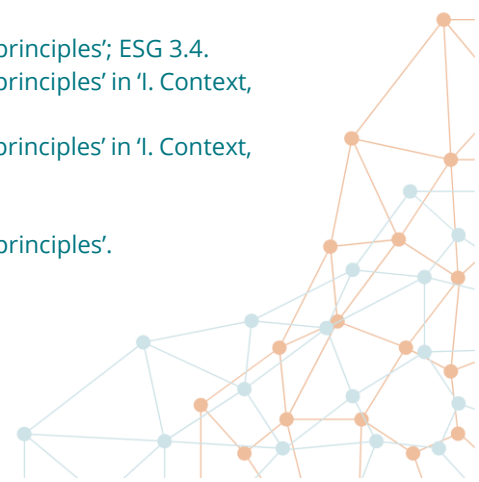 principles’; ESG 3.4.
principles’ in ‘I. Context,
principles’ in ‘I. Context,
principles’.